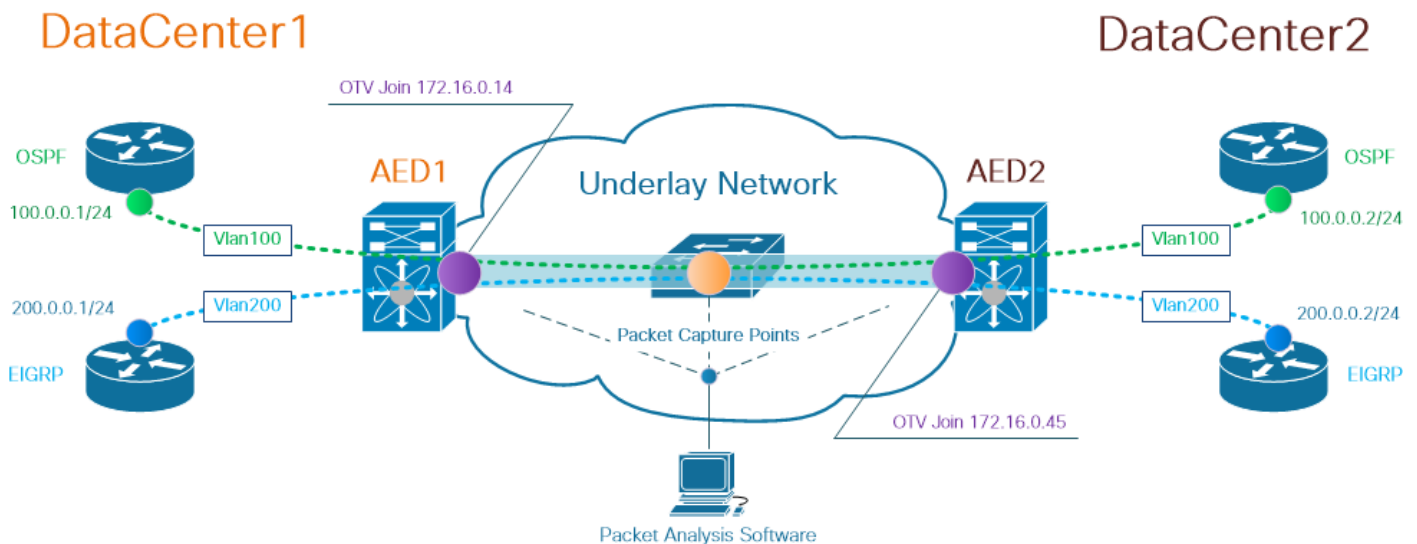 DataCenter1
DataCenter2
OTV Join 172.16.0.14
OSPF
AED1
Underlay Network
AED2
OSPF
100.0.0.1/24
100.0.0.2/24
Vlan100
Vlan100
200.0.0.1/24
Vlan200
Vlan200
200.0.0.2/24
Packet Capture Points
EIGRP
EIGRP
OTV Join 172.16.0.45
Packet Analysis Software